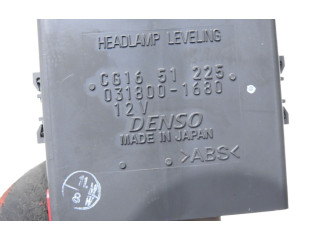 HEADLAMP LEVELING
CG16 51 225
031800-1680
12V
DENSO
MADE IN JAPAN
>ABS<